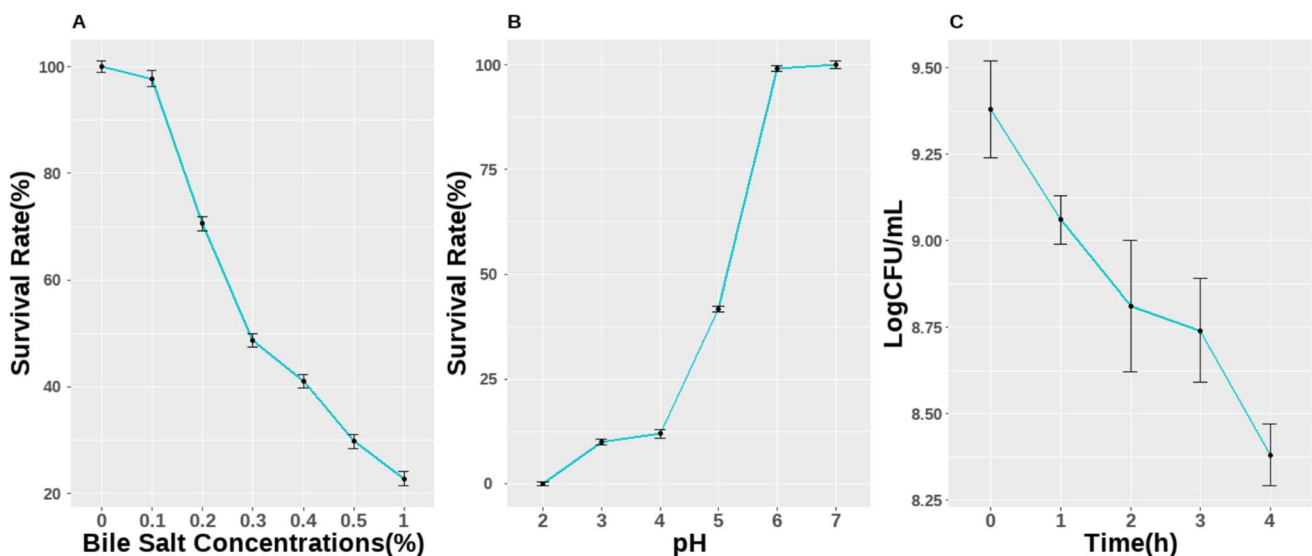 A
Survival Rate(%)
100
80
60
40
20
0 0.1 0.2 0.3 0.4 0.5 1
Bile Salt Concentrations(%)
B
Survival Rate(%)
100
75
50
25
0
2 3 4 5 6 7
pH
C
LogCFU/mL
9.50
9.25
9.00
8.75
8.50
8.25
0 1 2 3 4
Time(h)